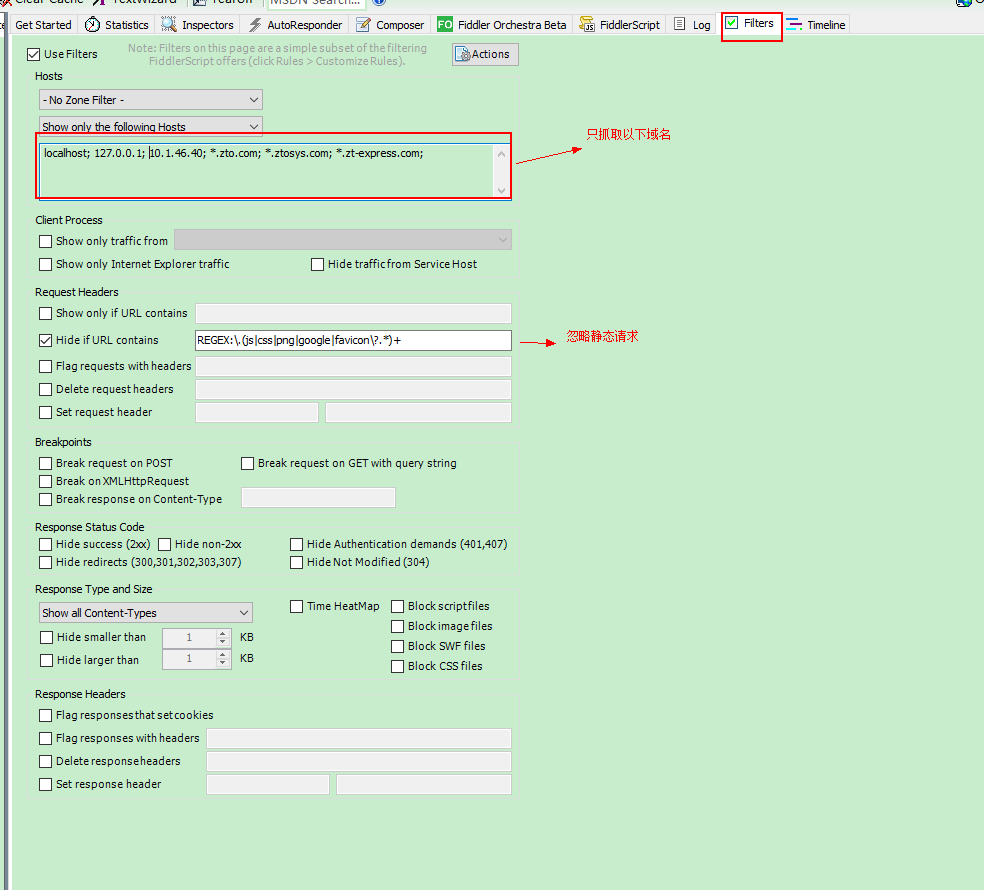 MSDN Search...
Get Started Statistics Inspectors AutoResponder Composer FO Fiddler Orchestra Beta FiddlerScript Log Filters Timeline
Use Filters
Note: Filters on this page are a simple subset of the filtering
FiddlerScript offers (click Rules > Customize Rules).
Actions
Hosts
- No Zone Filter -
Show only the following Hosts
只抓取以下域名
localhost; 127.0.0.1; 10.1.46.40; *.zto.com; *.ztosys.com; *.zt-express.com;
Client Process
Show only traffic from
Show only Internet Explorer traffic Hide traffic from Service Host
Request Headers
Show only if URL contains
Hide if URL contains REGEX:\.(js|css|png|google|favicon\?.*)+ 忽略静态请求
Flag requests with headers
Delete request headers
Set request header
Breakpoints
Break request on POST Break request on GET with query string
Break on XMLHttpRequest
Break response on Content-Type
Response Status Code
Hide success (2xx) Hide non-2xx Hide Authentication demands (401,407)
Hide redirects (300,301,302,303,307) Hide Not Modified (304)
Response Type and Size
Show all Content-Types Time HeatMap Block script files
Block image files
Hide smaller than 1 KB
Block SWF files
Hide larger than 1 KB
Block CSS files
Response Headers
Flag responses that set cookies
Flag responses with headers
Delete response headers
Set response header